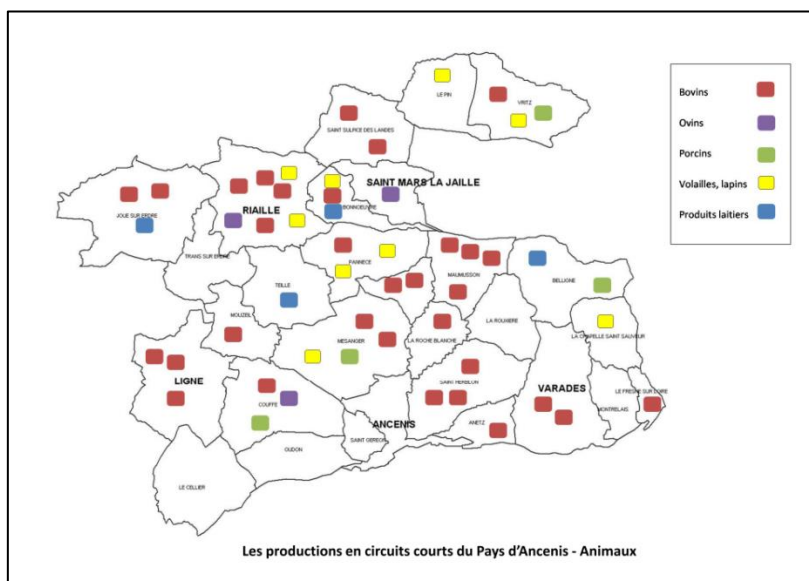 LE PIN
VRITZ
SAINT SULPICE DES LANDES
SAINT MARS LA JAILLE
BONNOEUVRE
RIAILLE
JOUE SUR ERDRE
TRANS SUR ERDRE
PANNECE
TEILLE
MAUMUSSON
BELLIGNE
MOUZEIL
MESANGER
LA ROCHE BLANCHE
LA ROUXIERE
LA CHAPELLE SAINT SAUVEUR
LIGNE
COUFFE
SAINT HERBLON
VARADES
LE FRESNE SUR LOIRE
MONTRELAIS
ANCENIS
SAINT GEREON
ANETZ
OUDON
LE CELLIER
Bovins
Ovins
Porcins
Volailles, lapins
Produits laitiers
Les productions en circuits courts du Pays d'Ancenis - Animaux